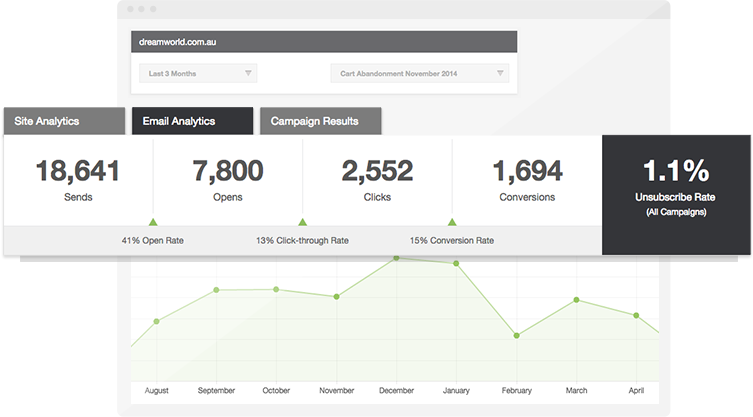 dreamworld.com.au
Last 3 Months
Cart Abandonment November 2014
Site Analytics
Email Analytics
Campaign Results
18,641
Sends
7,800
Opens
2,552
Clicks
1,694
Conversions
1.1%
Unsubscribe Rate
(All Campaigns)
41% Open Rate
13% Click-through Rate
15% Conversion Rate
August
September
October
November
December
January
February
March
April